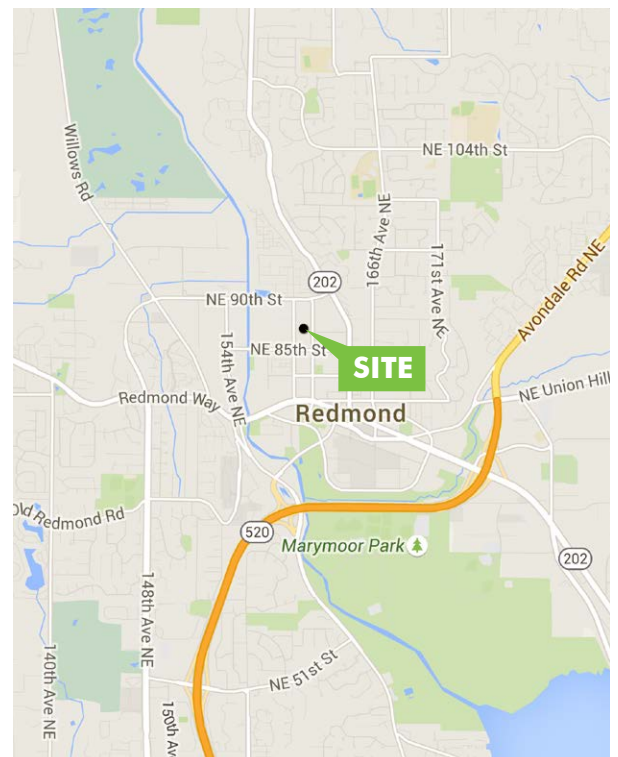 Willows Rd
NE 104th St
166th Ave NE
171st Ave NE
Avondale Rd NE
202
NE 90th St
154th Ave NE
NE 85th St
SITE
Redmond Way
Redmond
NE Union Hill
Old Redmond Rd
520
Marymoor Park
202
148th Ave NE
140th Ave NE
NE 51st St
150th Av